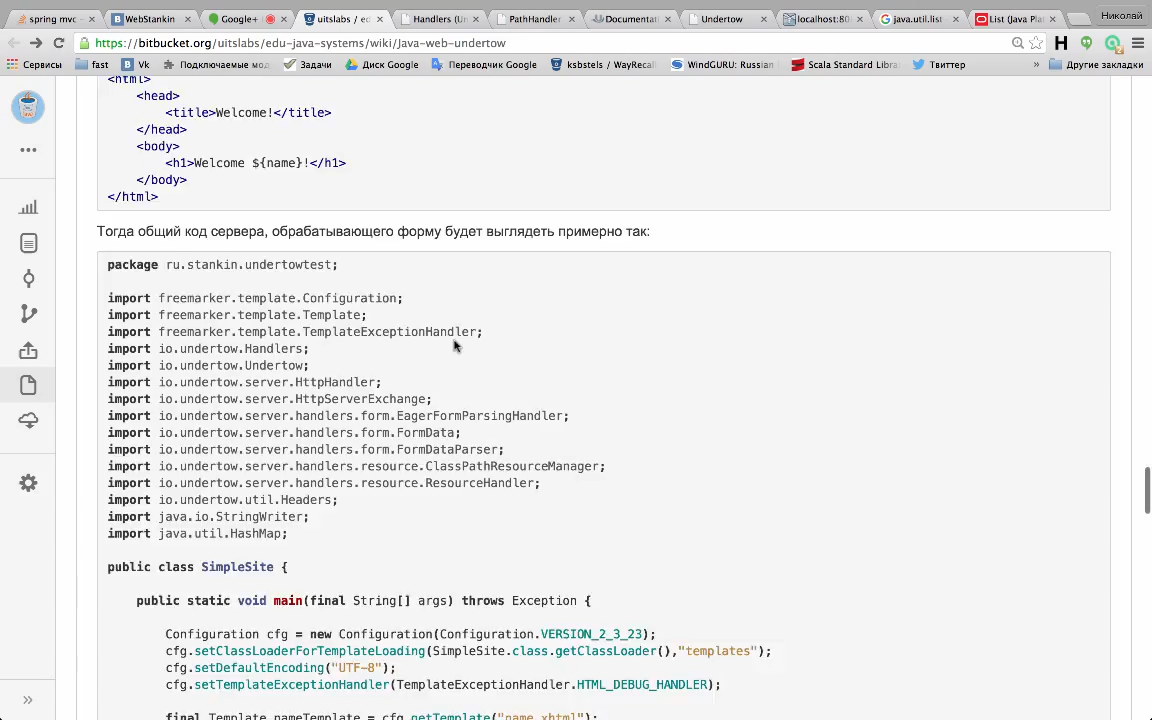 spring mvc -
WebStankin
Google+
uitslabs / ed
Handlers (Un
PathHandler
Documentat
Undertow
localhost:80
java.util.list
List (Java Pla
Николай
https://bitbucket.org/uitslabs/edu-java-systems/wiki/Java-web-undertow
Сервисы
fast
Vk
Подключаемые мод
Задачи
Диск Google
Переводчик Google
ksbstels / WayRecall
WindGURU: Russian
Scala Standard Libra
Твиттер
»
Другие закладки
<html>
<head>
<title>Welcome!</title>
</head>
<body>
<h1>Welcome ${name}!</h1>
</body>
</html>
Тогда общий код сервера, обрабатывающего форму будет выглядеть примерно так:
package ru.stankin.undertowtest;
import freemarker.template.Configuration;
import freemarker.template.Template;
import freemarker.template.TemplateExceptionHandler;
import io.undertow.Handlers;
import io.undertow.Undertow;
import io.undertow.server.HttpHandler;
import io.undertow.server.HttpServerExchange;
import io.undertow.server.handlers.form.EagerFormParsingHandler;
import io.undertow.server.handlers.form.FormData;
import io.undertow.server.handlers.form.FormDataParser;
import io.undertow.server.handlers.resource.ClassPathResourceManager;
import io.undertow.server.handlers.resource.ResourceHandler;
import io.undertow.util.Headers;
import java.io.StringWriter;
import java.util.HashMap;
public class SimpleSite {
public static void main(final String[] args) throws Exception {
Configuration cfg = new Configuration(Configuration.VERSION_2_3_23);
cfg.setClassLoaderForTemplateLoading(SimpleSite.class.getClassLoader(),"templates");
cfg.setDefaultEncoding("UTF-8");
cfg.setTemplateExceptionHandler(TemplateExceptionHandler.HTML_DEBUG_HANDLER);
final Template nameTemplate = cfg.getTemplate("name.xhtml");
»